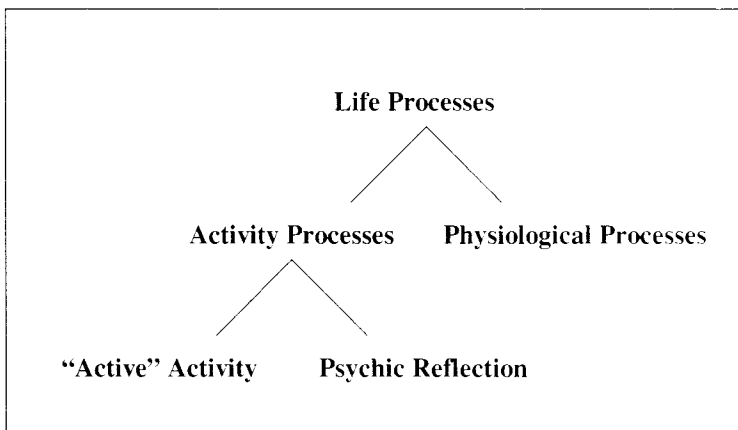 Life Processes
Activity Processes Physiological Processes
“Active” Activity Psychic Reflection